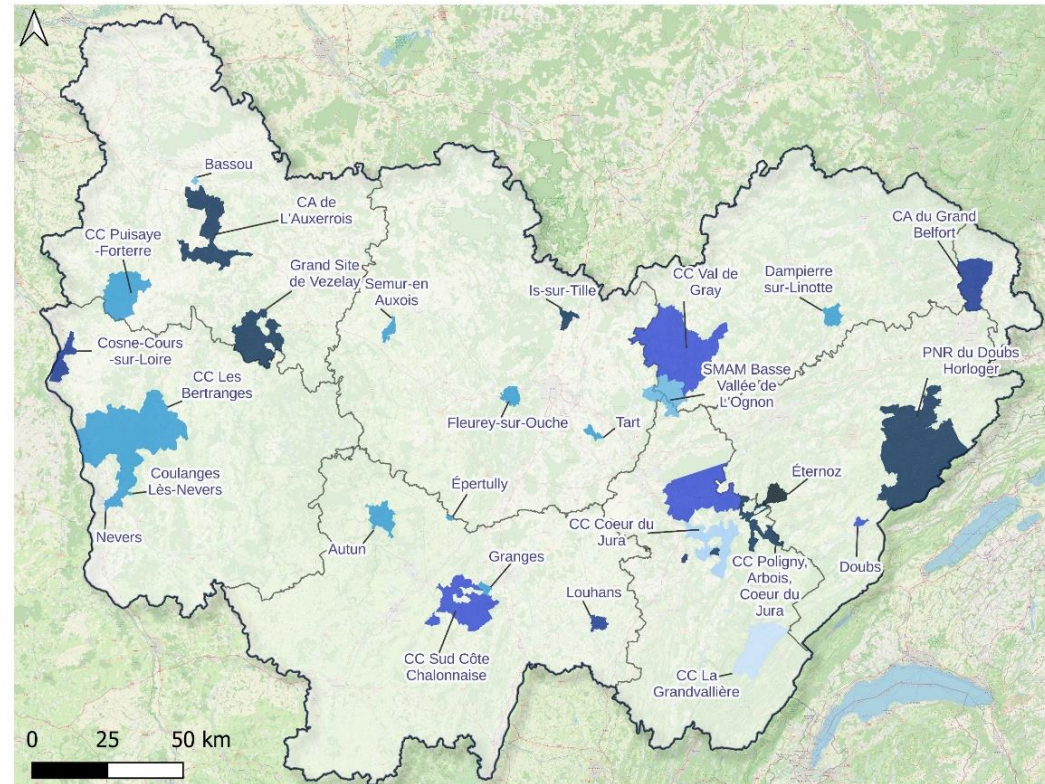 Bassou
CA de
L'Auxerrois
CC Puisaye
-Forterre
Grand Site
de Vezelay
Semur-en
Auxois
Is-sur-Tille
CC Val de
Gray
Dampierre
sur-Linotte
CA du Grand
Belfort
Cosne-Cours
-sur-Loire
CC Les
Bertranges
PNR du Doubs
Horloger
SMAM Basse
Vallée de
L'Ognon
Fleurey-sur-Ouche
Tart
Coulanges
Lès-Nevers
Nevers
Épertully
Éternoz
Autun
CC Coeur du
Jura
Granges
Louhans
CC Poligny,
Arbois,
Coeur du
Jura
Doubs
CC Sud Côte
Chalonnaise
CC La
Grandvallière
0 25 50 km